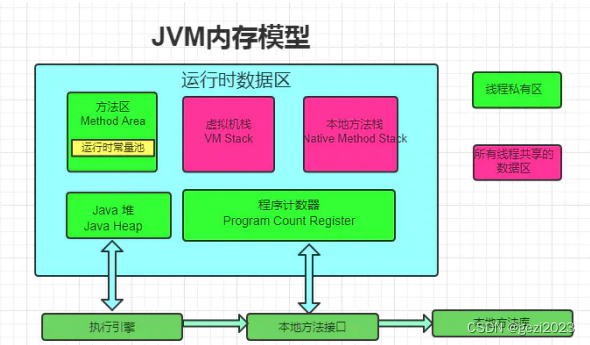 JVM内存模型
运行时数据区
方法区
Method Area
运行时常量池
虚拟机栈
VM Stack
本地方法栈
Native Method Stack
线程私有区
所有线程共享的
数据区
Java 堆
Java Heap
程序计数器
Program Count Register
执行引擎
本地方法接口
本地方法库
CSDN @gezi2023